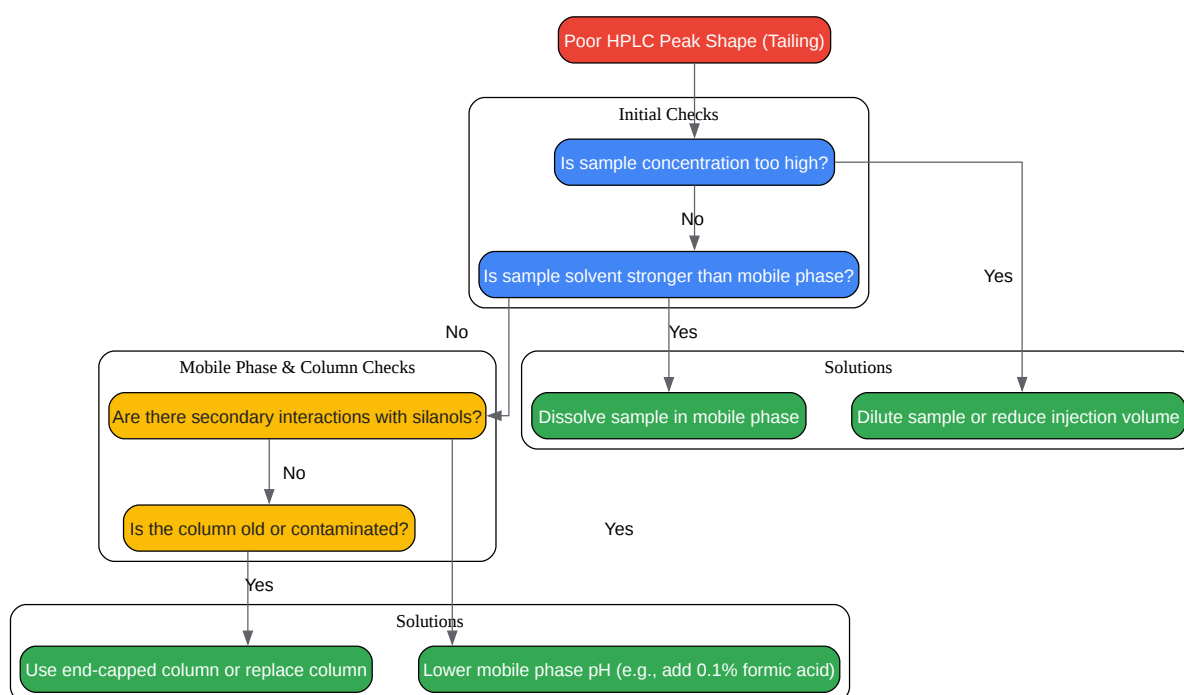 Poor HPLC Peak Shape (Tailing)
Initial Checks
Is sample concentration too high?
No
Is sample solvent stronger than mobile phase?
Yes
No
Yes
Mobile Phase & Column Checks
Solutions
Are there secondary interactions with silanols?
Dissolve sample in mobile phase
Dilute sample or reduce injection volume
No
Is the column old or contaminated?
Yes
Yes
Solutions
Use end-capped column or replace column
Lower mobile phase pH (e.g., add 0.1% formic acid)